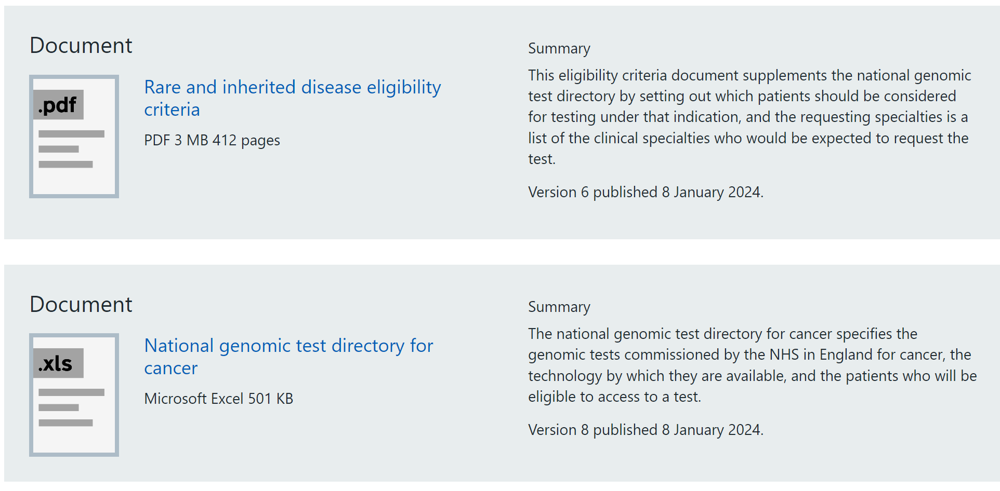 Document
.pdf
Rare and inherited disease eligibility
criteria
PDF 3 MB 412 pages
Summary
This eligibility criteria document supplements the national genomic
test directory by setting out which patients should be considered
for testing under that indication, and the requesting specialties is a
list of the clinical specialties who would be expected to request the
test.
Version 6 published 8 January 2024.
Document
.xls
National genomic test directory for
cancer
Microsoft Excel 501 KB
Summary
The national genomic test directory for cancer specifies the
genomic tests commissioned by the NHS in England for cancer, the
technology by which they are available, and the patients who will be
eligible to access to a test.
Version 8 published 8 January 2024.